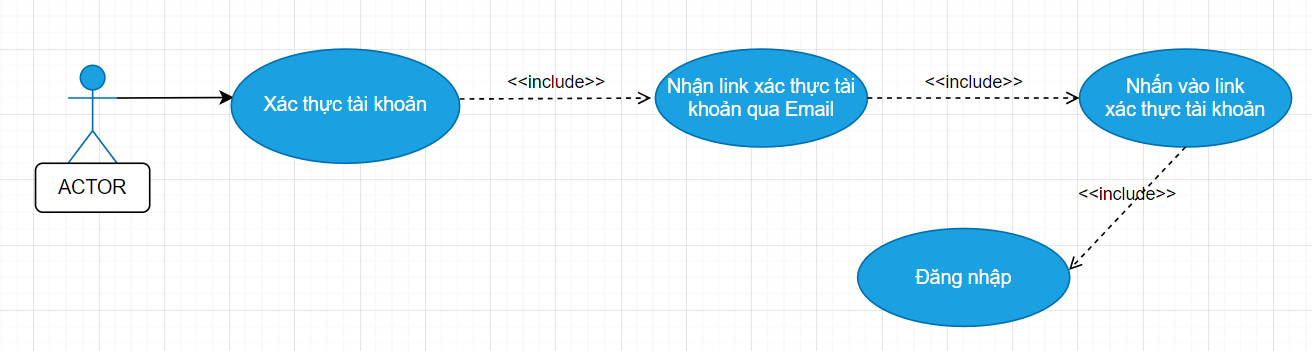 ACTOR
Xác thực tài khoản
<<include>>
Nhận link xác thực tài
khoản qua Email
<<include>>
Nhấn vào link
xác thực tài khoản
<<include>>
Đăng nhập